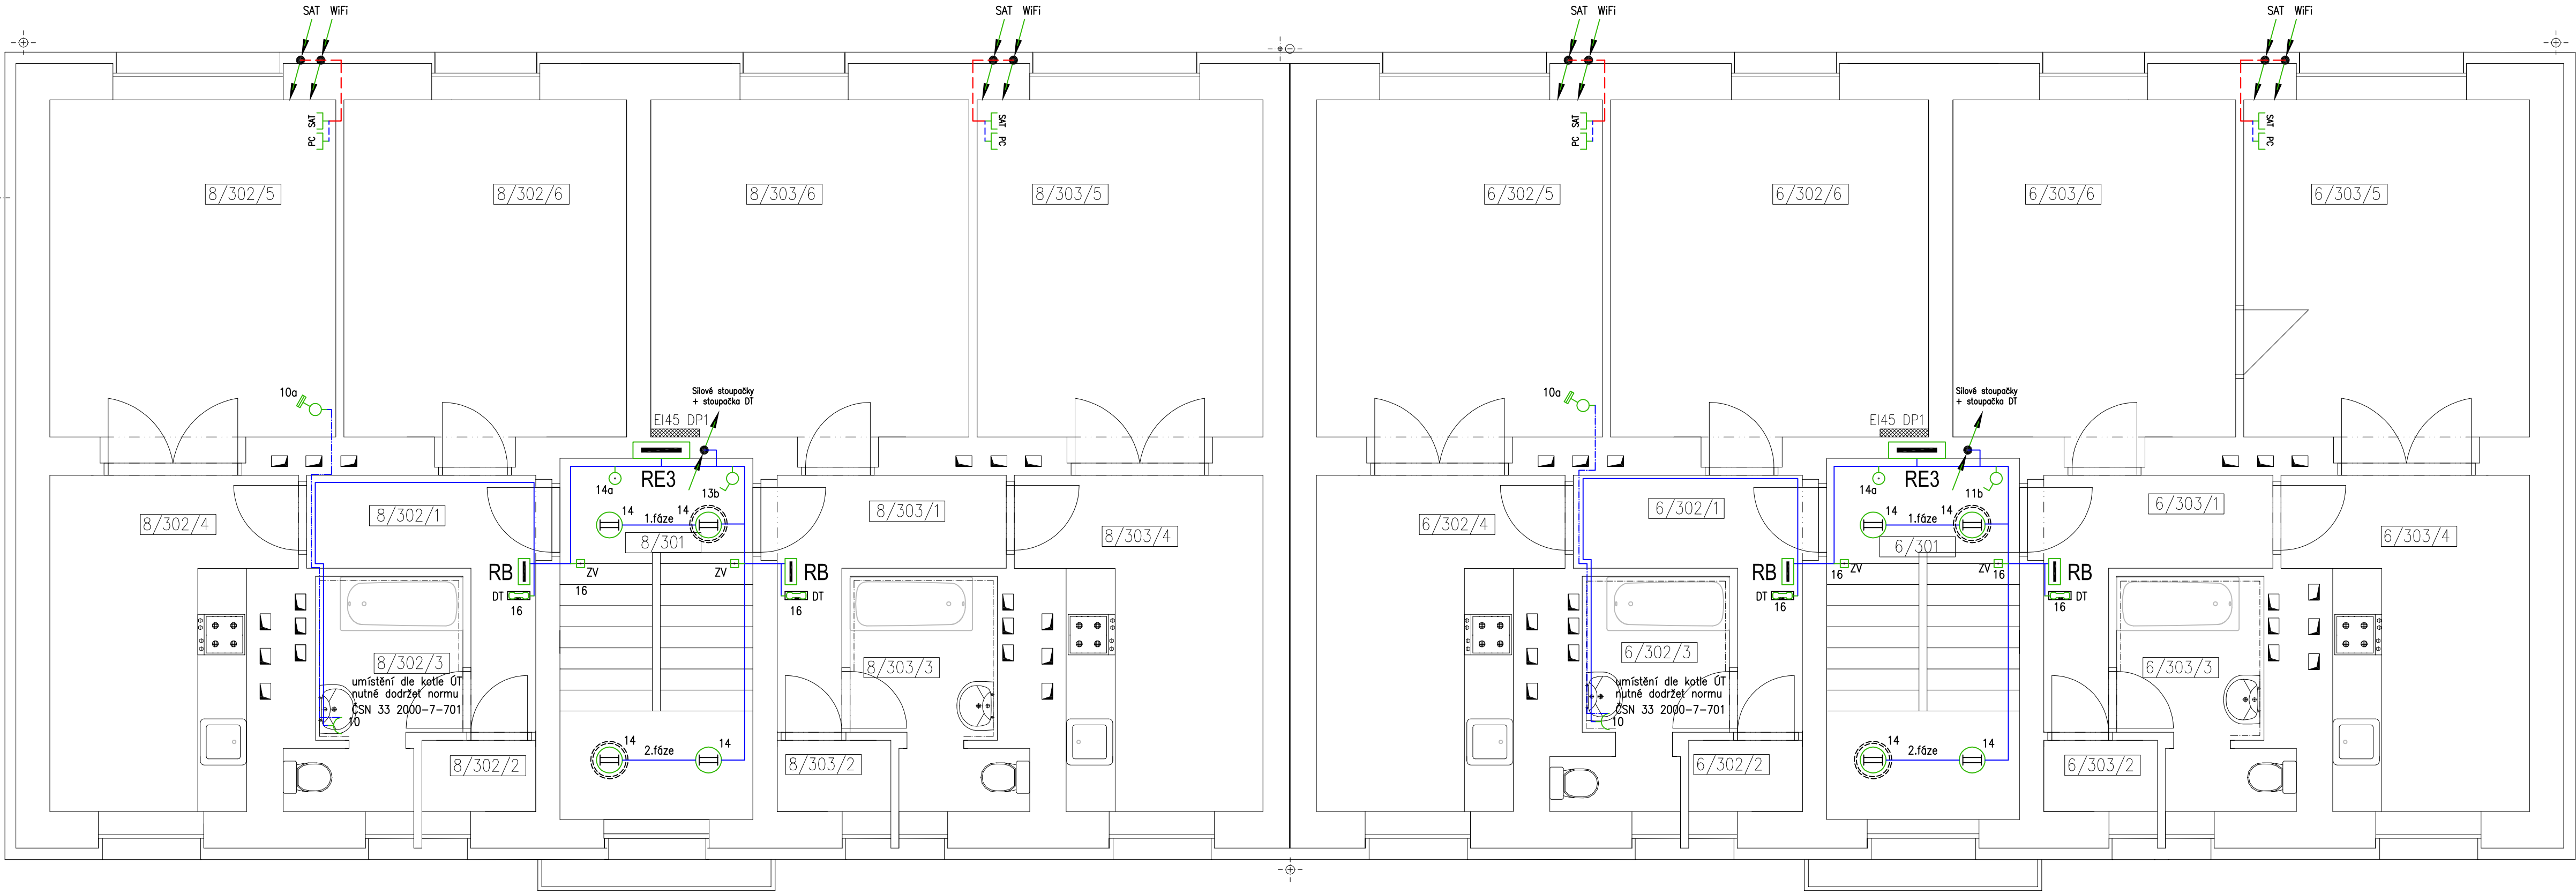 SAT WiFi
SAT WiFi
SAT WiFi
SAT WiFi
SAT
PC
SAT
PC
SAT
PC
SAT
PC
8/302/5
8/302/6
8/303/6
8/303/5
6/302/5
6/302/6
6/303/6
6/303/5
10a
Silové stoupačky
+ stoupačka DT
EI45 DP1
10a
Silové stoupačky
+ stoupačka DT
EI45 DP1
RE3
14a
13b
RE3
14a
11b
8/302/4
8/302/1
14
1.fáze
14
8/301
8/303/1
8/303/4
6/302/4
6/302/1
14
1.fáze
14
6/301
6/303/1
6/303/4
RB
ZV
16
ZV
RB
DT
16
DT
16
RB
16
ZV
ZV
16
RB
DT
16
DT
16
8/302/3
umístění dle kotle ÚT
nutné dodržet normu
ČSN 33 2000-7-701
10
8/303/3
6/302/3
umístění dle kotle ÚT
nutné dodržet normu
ČSN 33 2000-7-701
10
6/303/3
8/302/2
14
2.fáze
14
8/303/2
6/302/2
14
2.fáze
14
6/303/2